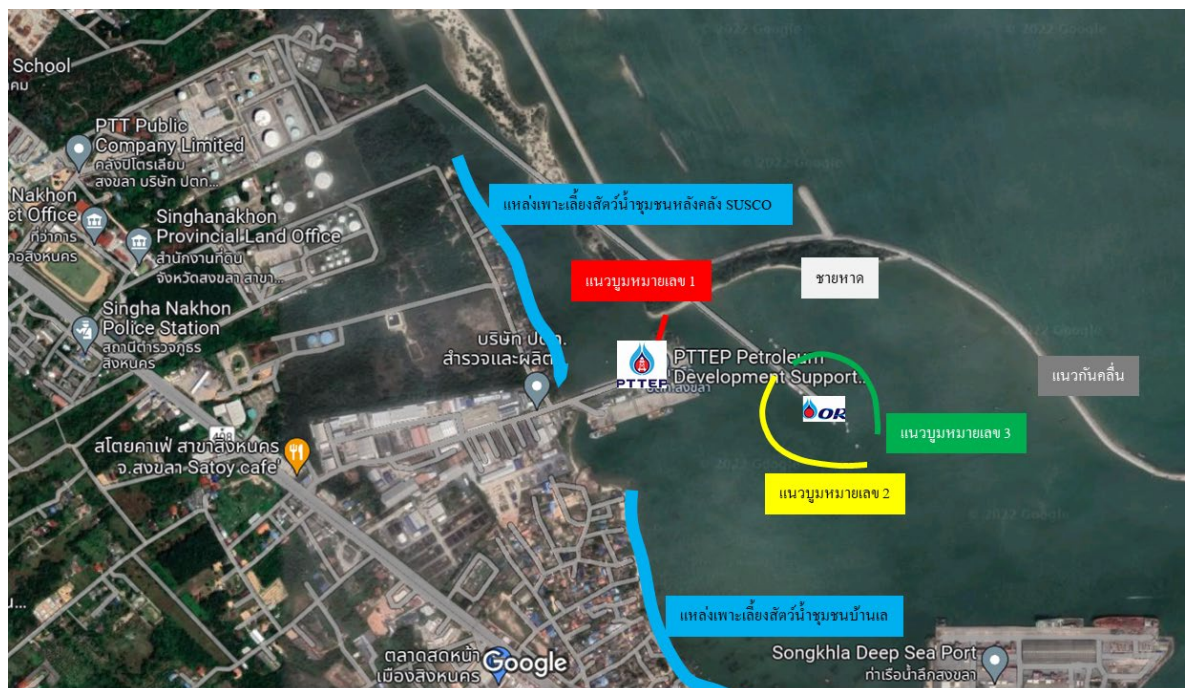 School
PTT Public
Company Limited
คลังปิโตรเลียม
สงขลา บริษัท ปตท...
Nakhon
ct Office
ที่ว่าการ
Singhanakhon
Provincial Land Office
สำนักงานที่ดิน
จังหวัดสงขลา สาขา...
Singha Nakhon
Police Station
สถานีตำรวจภูธร
สิงหนคร
แหล่งเพาะเลี้ยงสัตว์น้ำชุมชนหลังคลัง SUSCO
แนวบูมหมายเลข 1
ชายหาด
บริษัท ปตท.
สำรวจและผลิต
PTTEP
PTTEP Petroleum
Development Support...
OR
แนวกันคลื่น
แนวบูมหมายเลข 3
แนวบูมหมายเลข 2
408
สโตยคาเฟ่ สาขาสิงหนคร
จ.สงขลา Satoy cafe'
แหล่งเพาะเลี้ยงสัตว์น้ำชุมชนบ้านเล
ตลาดสดหน้า
เมืองสิงหนคร
Google
Songkhla Deep Sea Port
ท่าเรือน้ำลึกสงขลา
© 2022 Google